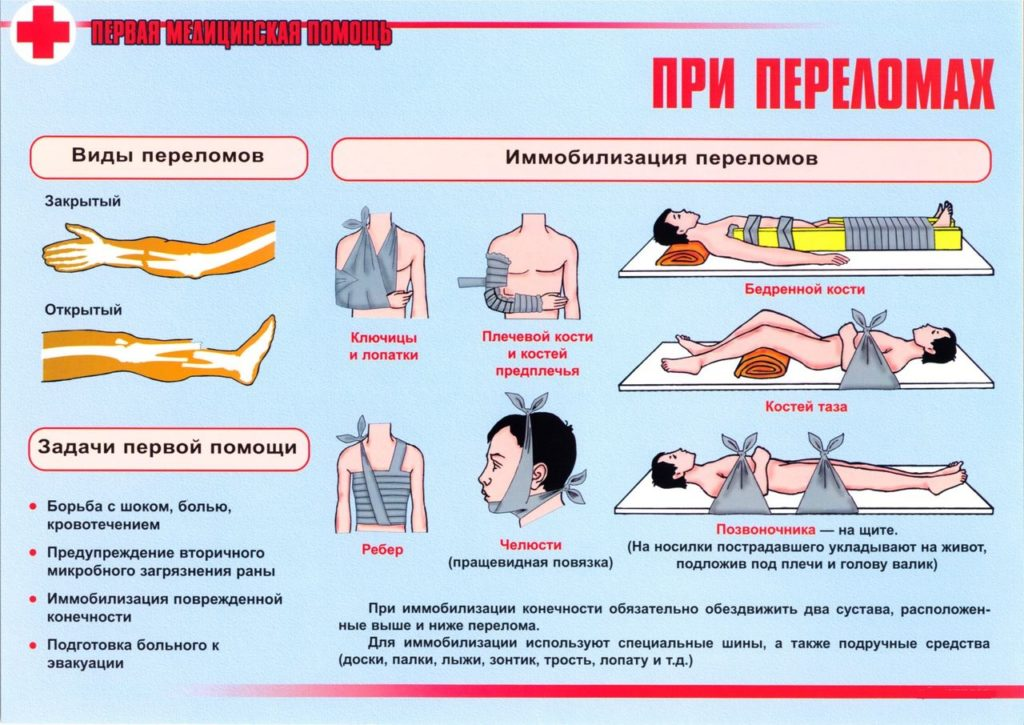 ПЕРВАЯ МЕДИЦИНСКАЯ ПОМОЩЬ
ПРИ ПЕРЕЛОМАХ
Виды переломов
Закрытый
Открытый
Задачи первой помощи
Борьба с шоком, болью,
кровотечением
Предупреждение вторичного
микробного загрязнения раны
Иммобилизация поврежденной
конечности
Подготовка больного к
эвакуации
Иммобилизация переломов
Ключицы
и лопатки
Плечевой кости
и костей
предплечья
Бедренной кости
Костей таза
Ребер
Челюсти
(пращевидная повязка)
Позвоночника — на щите.
(На носилки пострадавшего укладывают на живот,
подложив под плечи и голову валик)
При иммобилизации конечности обязательно обездвижить два сустава, расположен-
ные выше и ниже перелома.
Для иммобилизации используют специальные шины, а также подручные средства
(доски, палки, лыжи, зонтик, трость, лопату и т.д.)